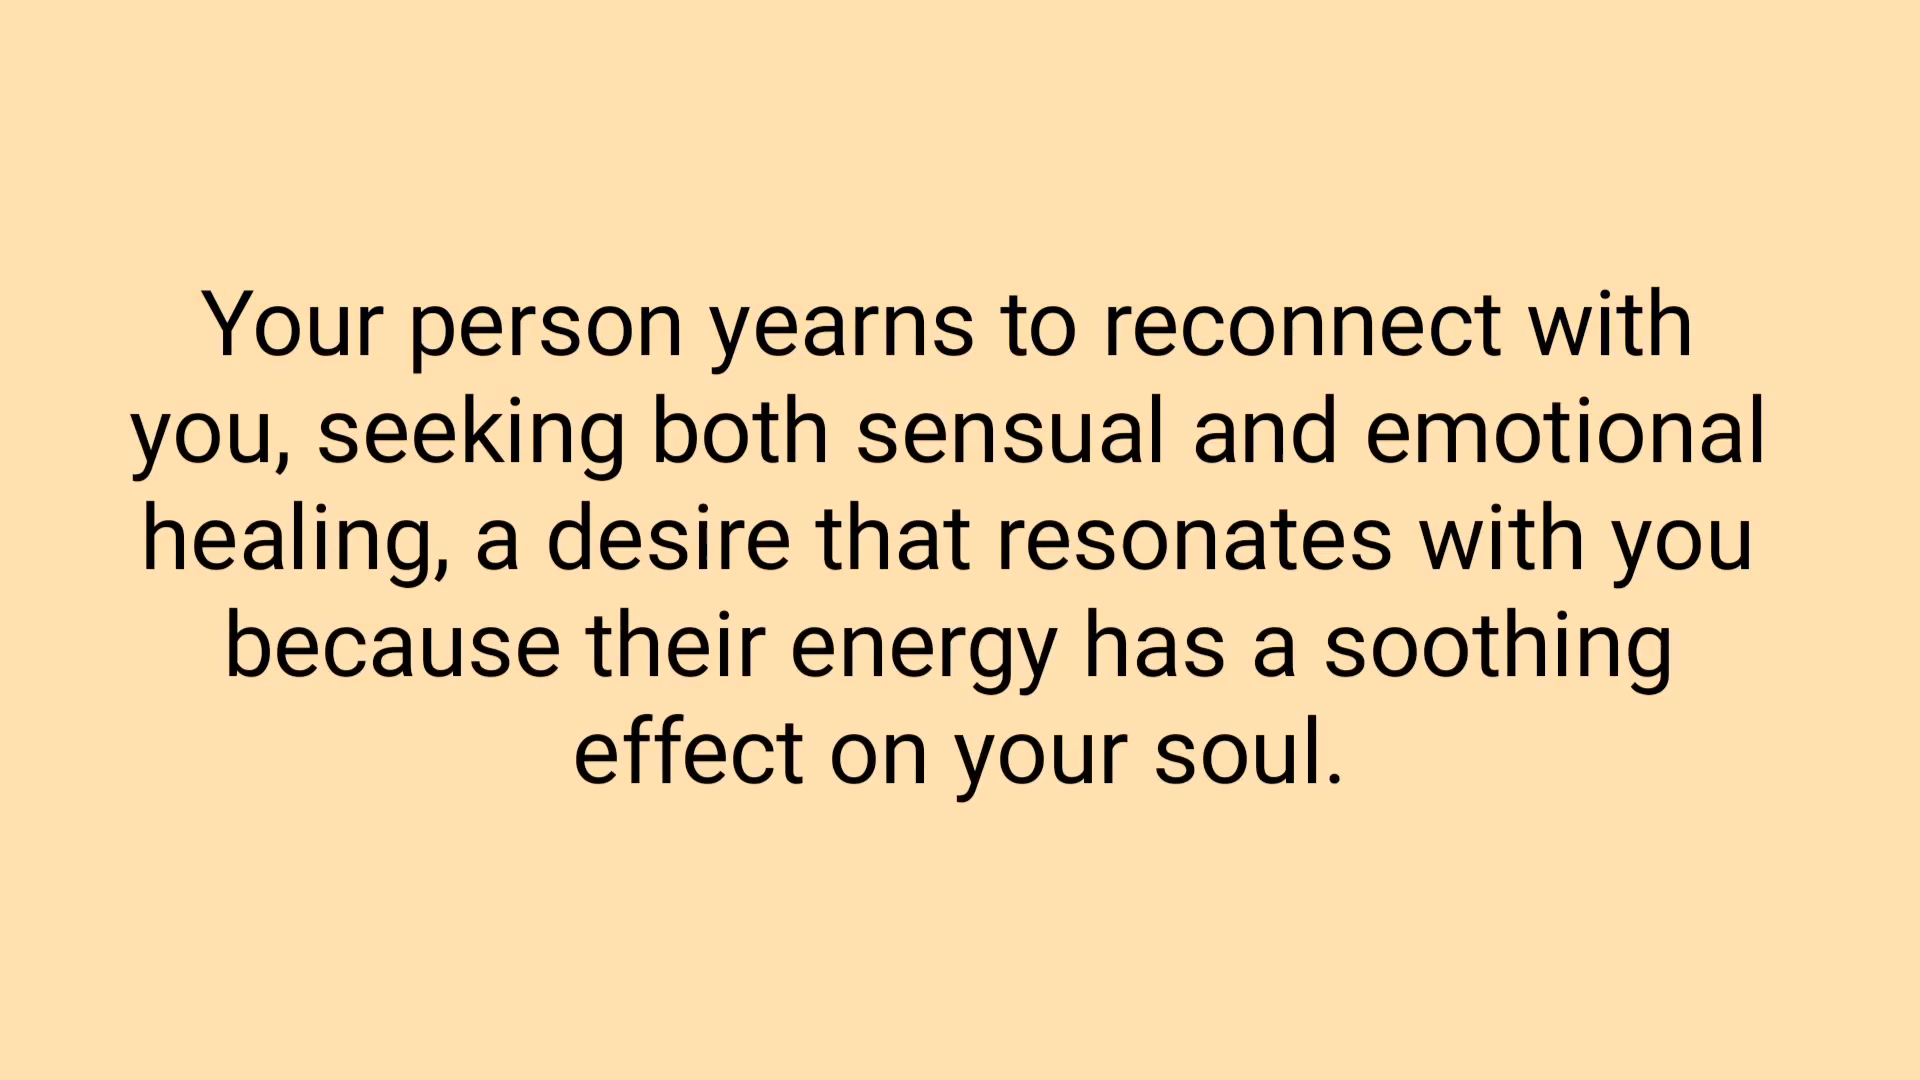 Your person yearns to reconnect with
you, seeking both sensual and emotional
healing, a desire that resonates with you
because their energy has a soothing
effect on your soul.